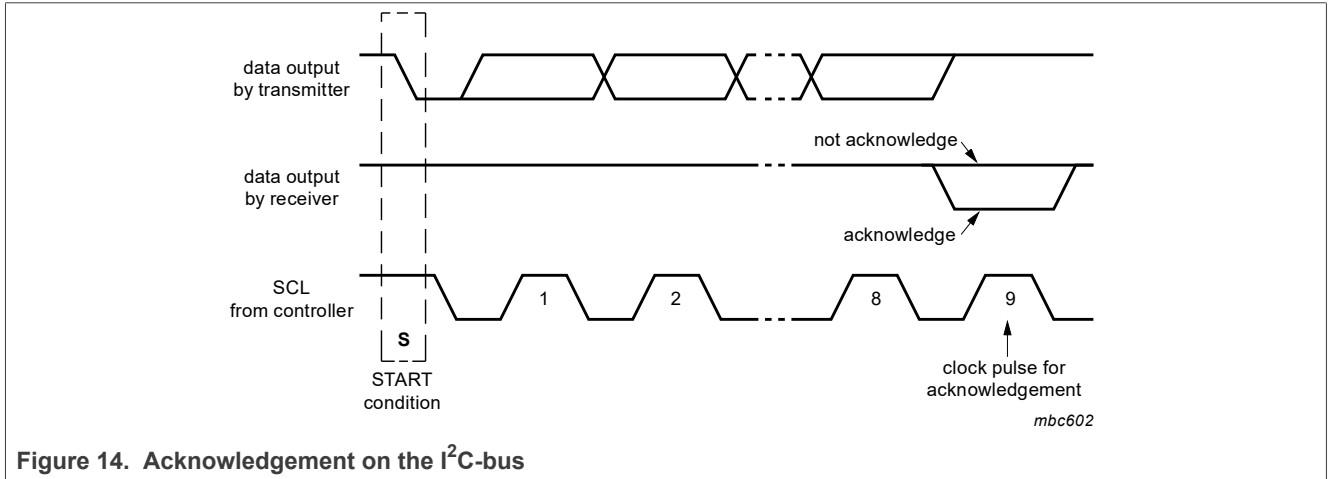 data output
by transmitter
not acknowledge
data output
by receiver
acknowledge
SCL
from controller
1
2
8
9
S
START
condition
clock pulse for
acknowledgement
mbc602
Figure 14. Acknowledgement on the I²C-bus